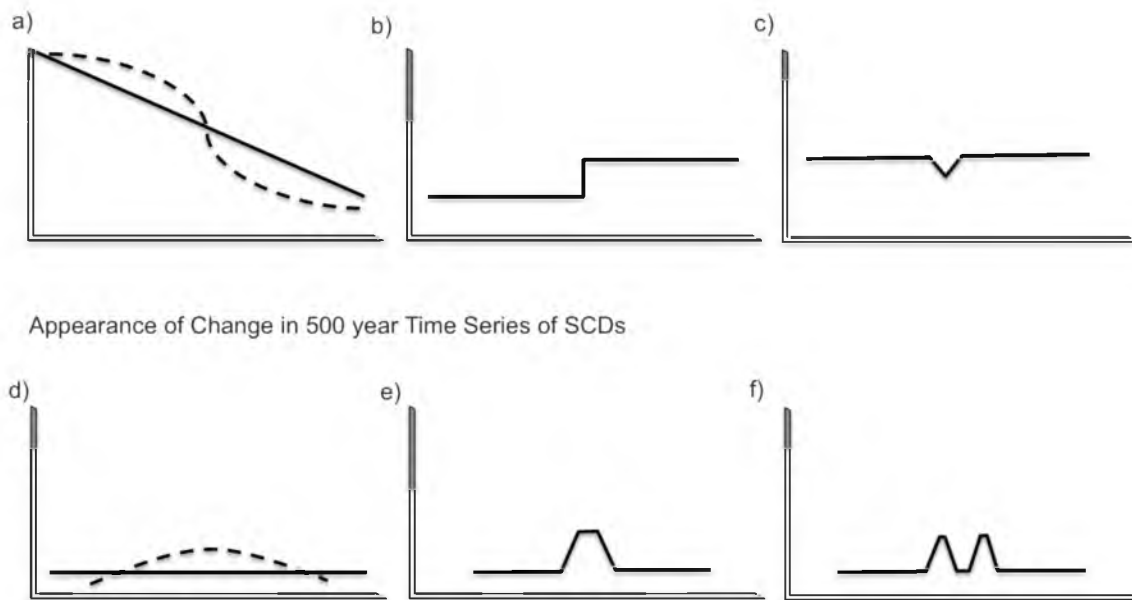 a)
b)
c)
Appearance of Change in 500 year Time Series of SCDs
d)
e)
f)